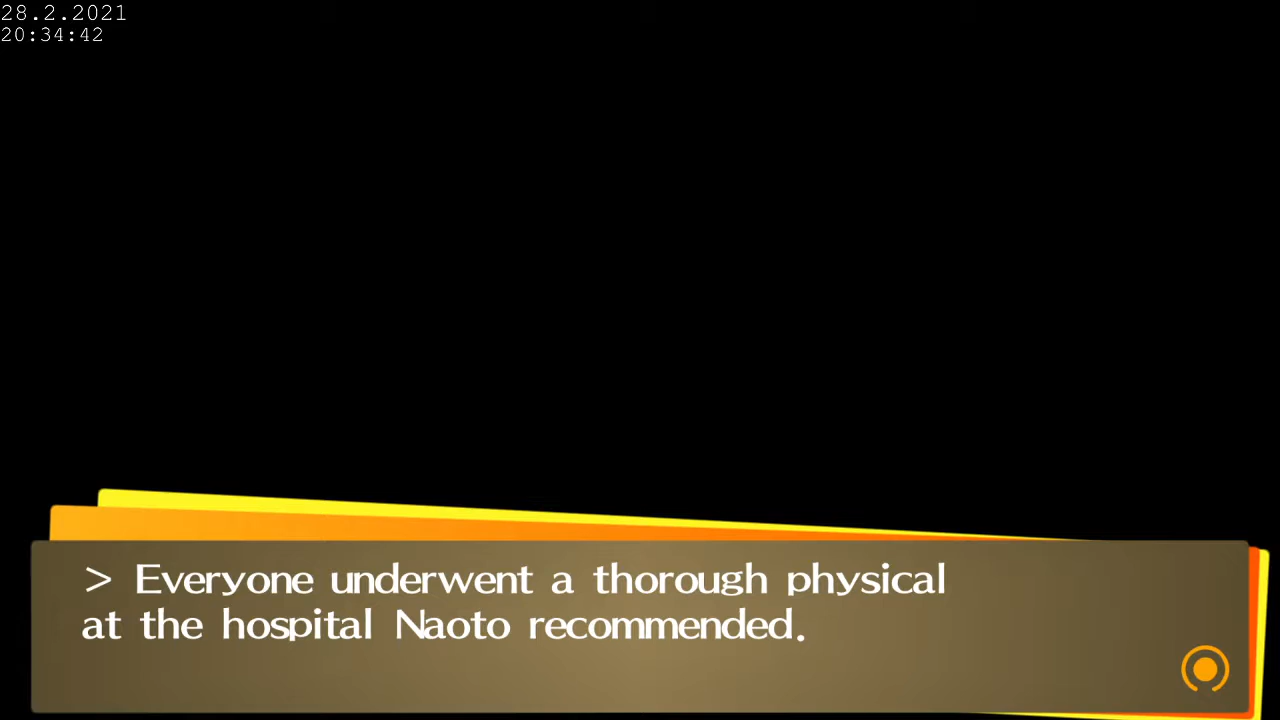 28.2.2021
20:34:42
> Everyone underwent a thorough physical
at the hospital Naoto recommended.